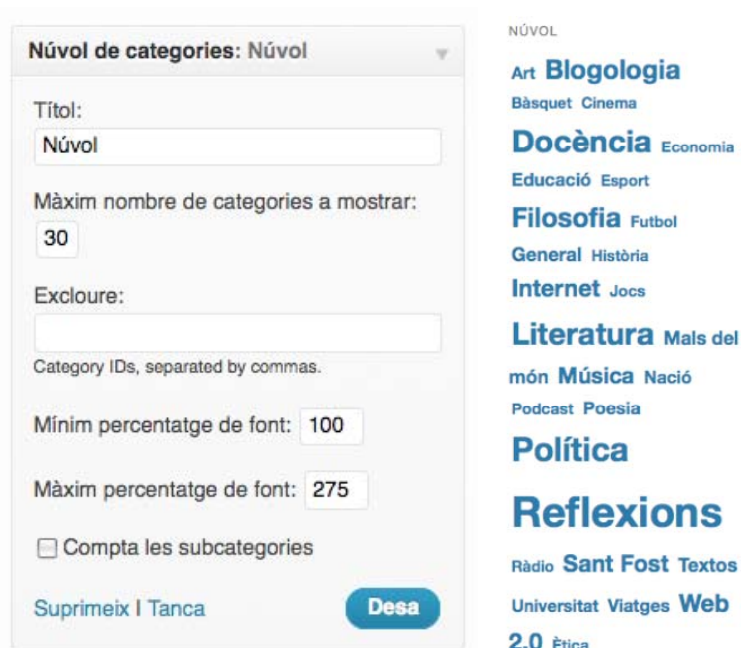 Núvol de categories: Núvol
Títol:
Núvol
Màxim nombre de categories a mostrar:
30
Excloure:
Category IDs, separated by commas.
Mínim percentatge de font: 100
Màxim percentatge de font: 275
Compta les subcategories
Suprimeix | Tanca Desa
NÚVOL
Art Blogologia
Bàsquet Cinema
Docència Economia
Educació Esport
Filosofia Futbol
General Història
Internet Jocs
Literatura Mals del
món Música Nació
Podcast Poesia
Política
Reflexions
Ràdio Sant Fost Textos
Universitat Viatges Web
2.0 Ètica